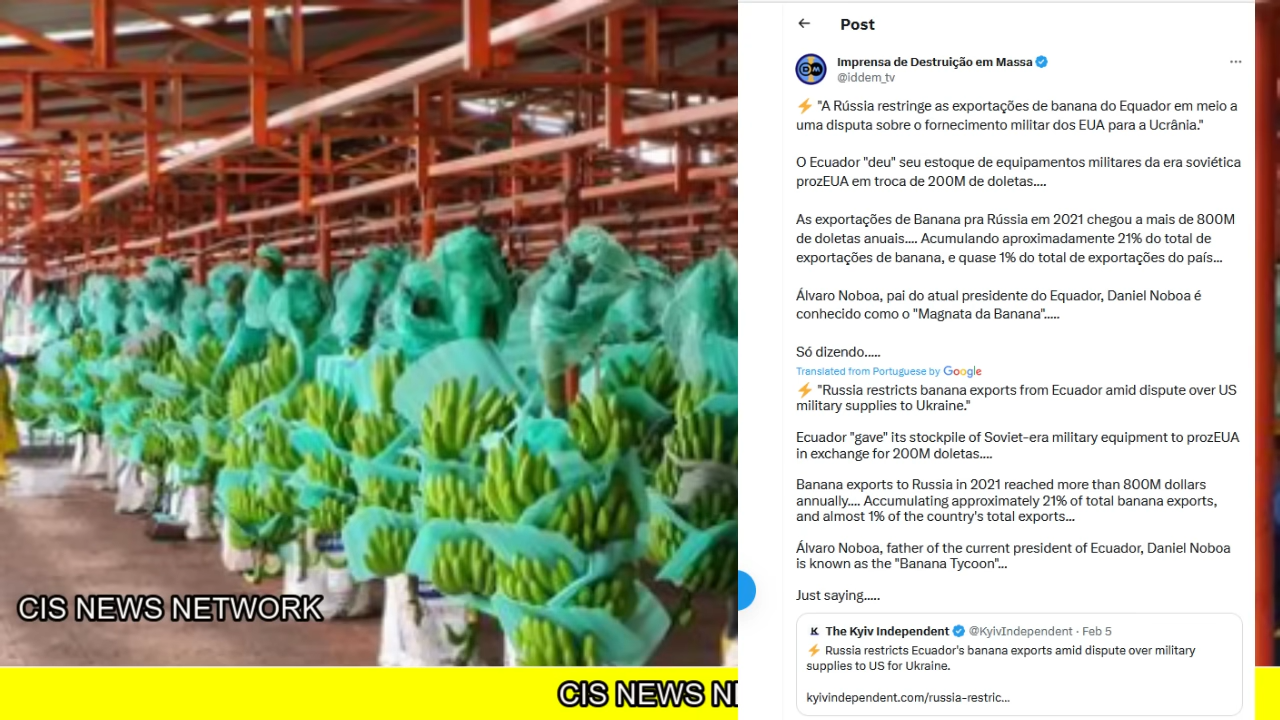 CIS NEWS NETWORK
CIS NEWS N
Post
Imprensa de Destruição em Massa
@iddem_tv
⚡ "A Rússia restringe as exportações de banana do Equador em meio a
uma disputa sobre o fornecimento militar dos EUA para a Ucrânia."
O Ecuador "deu" seu estoque de equipamentos militares da era soviética
prozEUA em troca de 200M de doletas....
As exportações de Banana pra Rússia em 2021 chegou a mais de 800M
de doletas anuais.... Acumulando aproximadamente 21% do total de
exportações de banana, e quase 1% do total de exportações do país...
Álvaro Noboa, pai do atual presidente do Equador, Daniel Noboa é
conhecido como o "Magnata da Banana".....
Só dizendo.....
Translated from Portuguese by Google
⚡ "Russia restricts banana exports from Ecuador amid dispute over US
military supplies to Ukraine."
Ecuador "gave" its stockpile of Soviet-era military equipment to prozEUA
in exchange for 200M doletas....
Banana exports to Russia in 2021 reached more than 800M dollars
annually.... Accumulating approximately 21% of total banana exports,
and almost 1% of the country's total exports...
Álvaro Noboa, father of the current president of Ecuador, Daniel Noboa
is known as the "Banana Tycoon"...
Just saying.....
The Kyiv Independent @KyivIndependent · Feb 5
⚡ Russia restricts Ecuador's banana exports amid dispute over military
supplies to US for Ukraine.
kyivindependent.com/russia-restric...